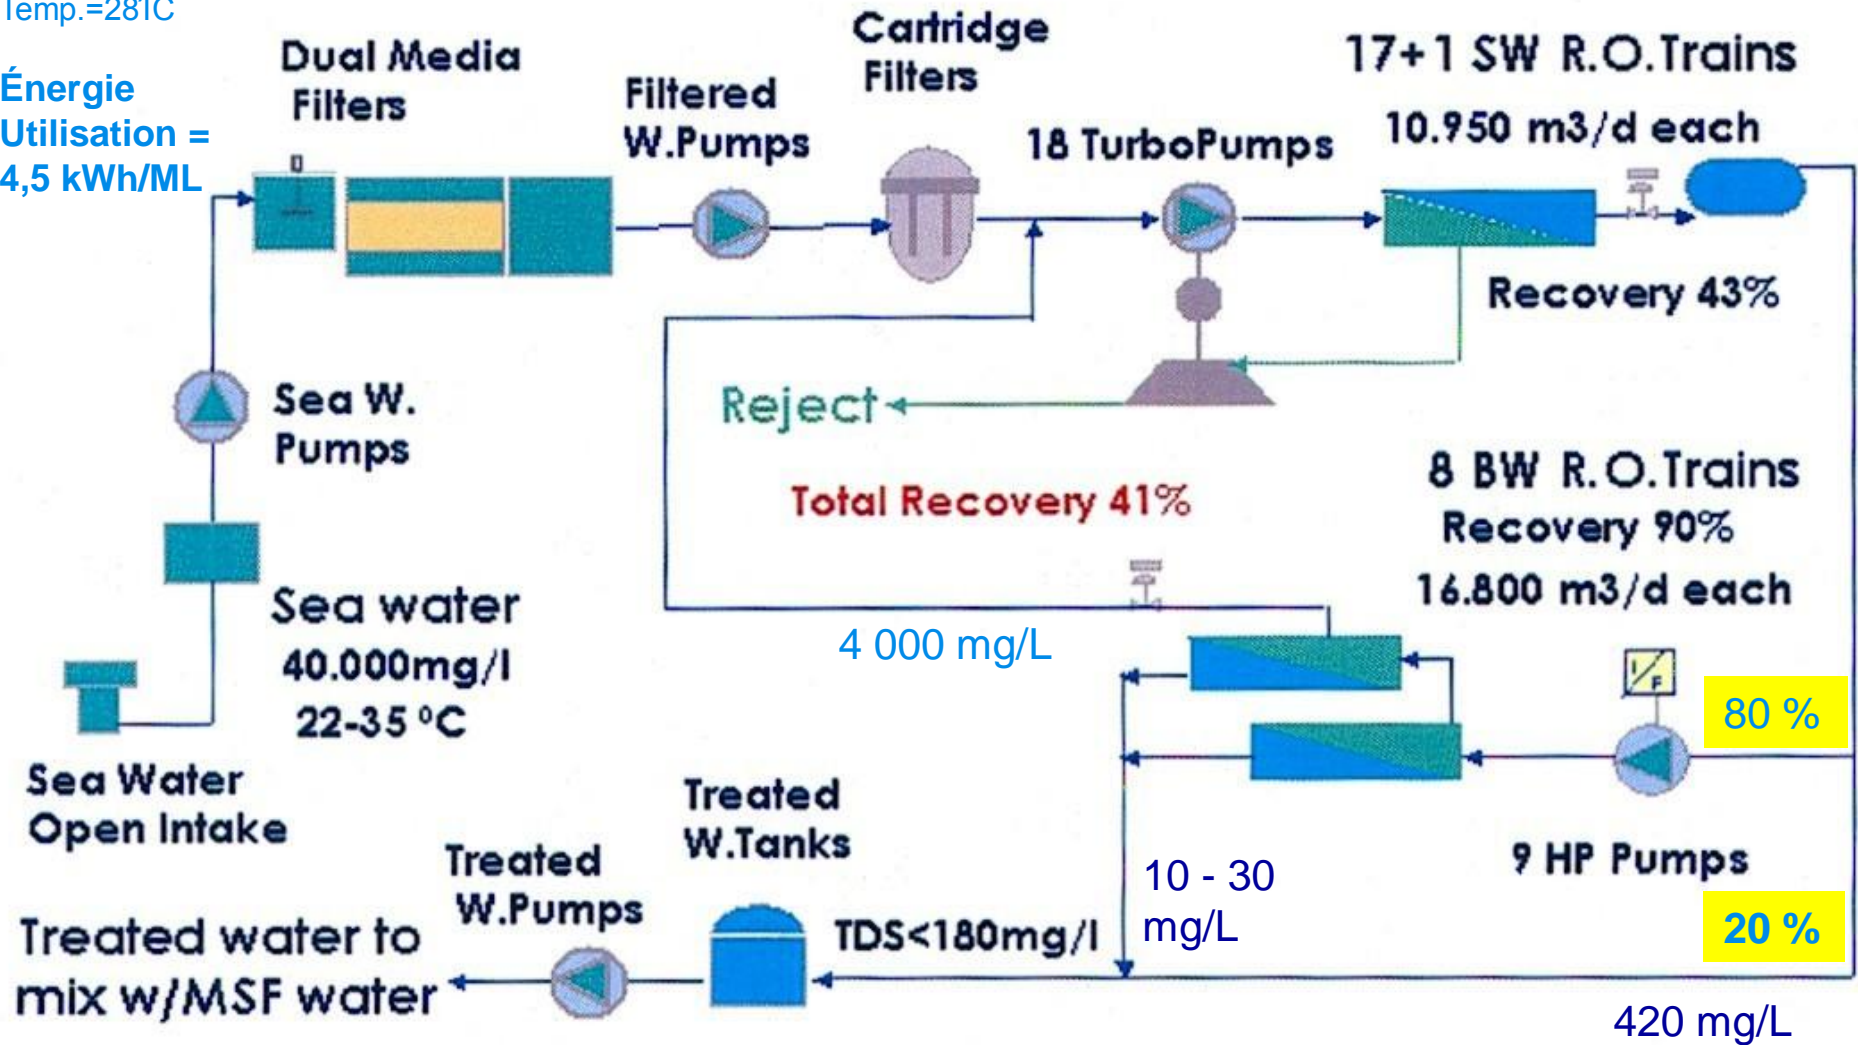 Temp.=281C
Énergie
Utilisation =
4,5 kWh/ML
Dual Media
Filters
Filtered
W.Pumps
Cartridge
Filters
18 TurboPumps
17+1 SW R.O.Trains
10.950 m3/d each
Recovery 43%
Sea W.
Pumps
Reject
Total Recovery 41%
8 BW R.O.Trains
Recovery 90%
16.800 m3/d each
Sea water
40.000mg/l
22-35 ºC
4 000 mg/L
I/F
80 %
Sea Water
Open Intake
Treated
W.Tanks
Treated
W.Pumps
9 HP Pumps
10 - 30
mg/L
20 %
TDS<180mg/l
Treated water to
mix w/MSF water
420 mg/L